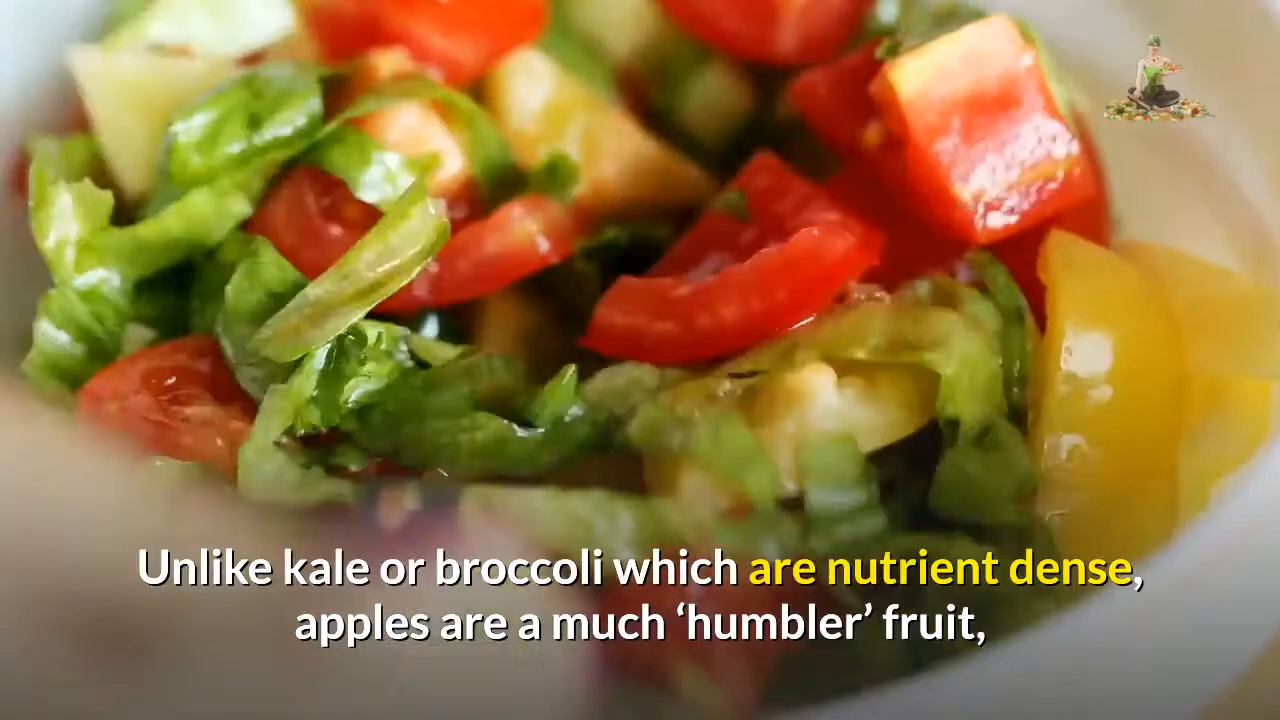 Unlike kale or broccoli which are nutrient dense,
apples are a much ‘humbler’ fruit,